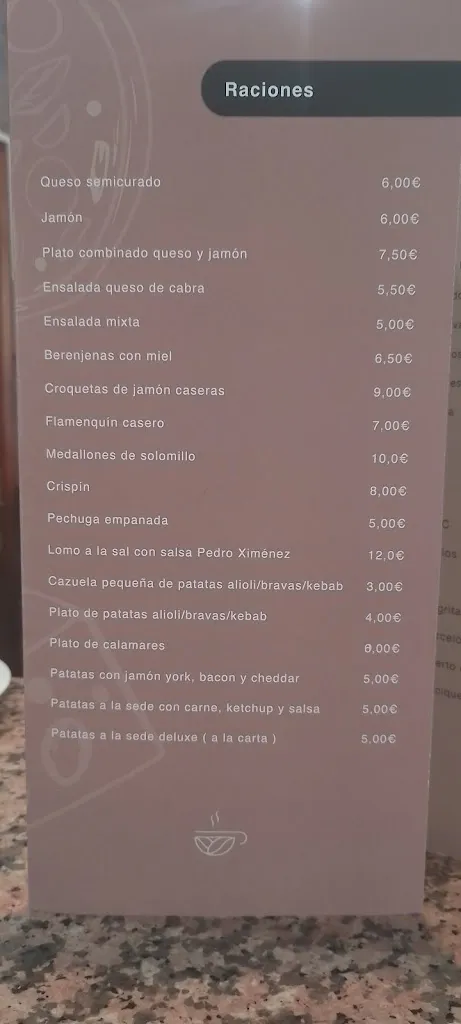 Raciones
Queso semicurado 6,00€
Jamón 6,00€
Plato combinado queso y jamón 7,50€
Ensalada queso de cabra 5,50€
Ensalada mixta 5,00€
Berenjenas con miel 6,50€
Croquetas de jamón caseras 9,00€
Flamenquin casero 7,00€
Medallones de solomillo 10,0€
Crispin 8,00€
Pechuga empanada 5,00€
Lomo a la sal con salsa Pedro Ximénez 12,0€
Cazuela pequeña de patatas alioli/bravas/kebab 3,00€
Plato de patatas alioli/bravas/kebab 4,00€
Plato de calamares
Patatas con jamón york, bacon y cheddar 5,00€
Patatas a la sede con carne, ketchup y salsa 5,00€
Patatas a la sede deluxe ( a la carta ) 5,00€